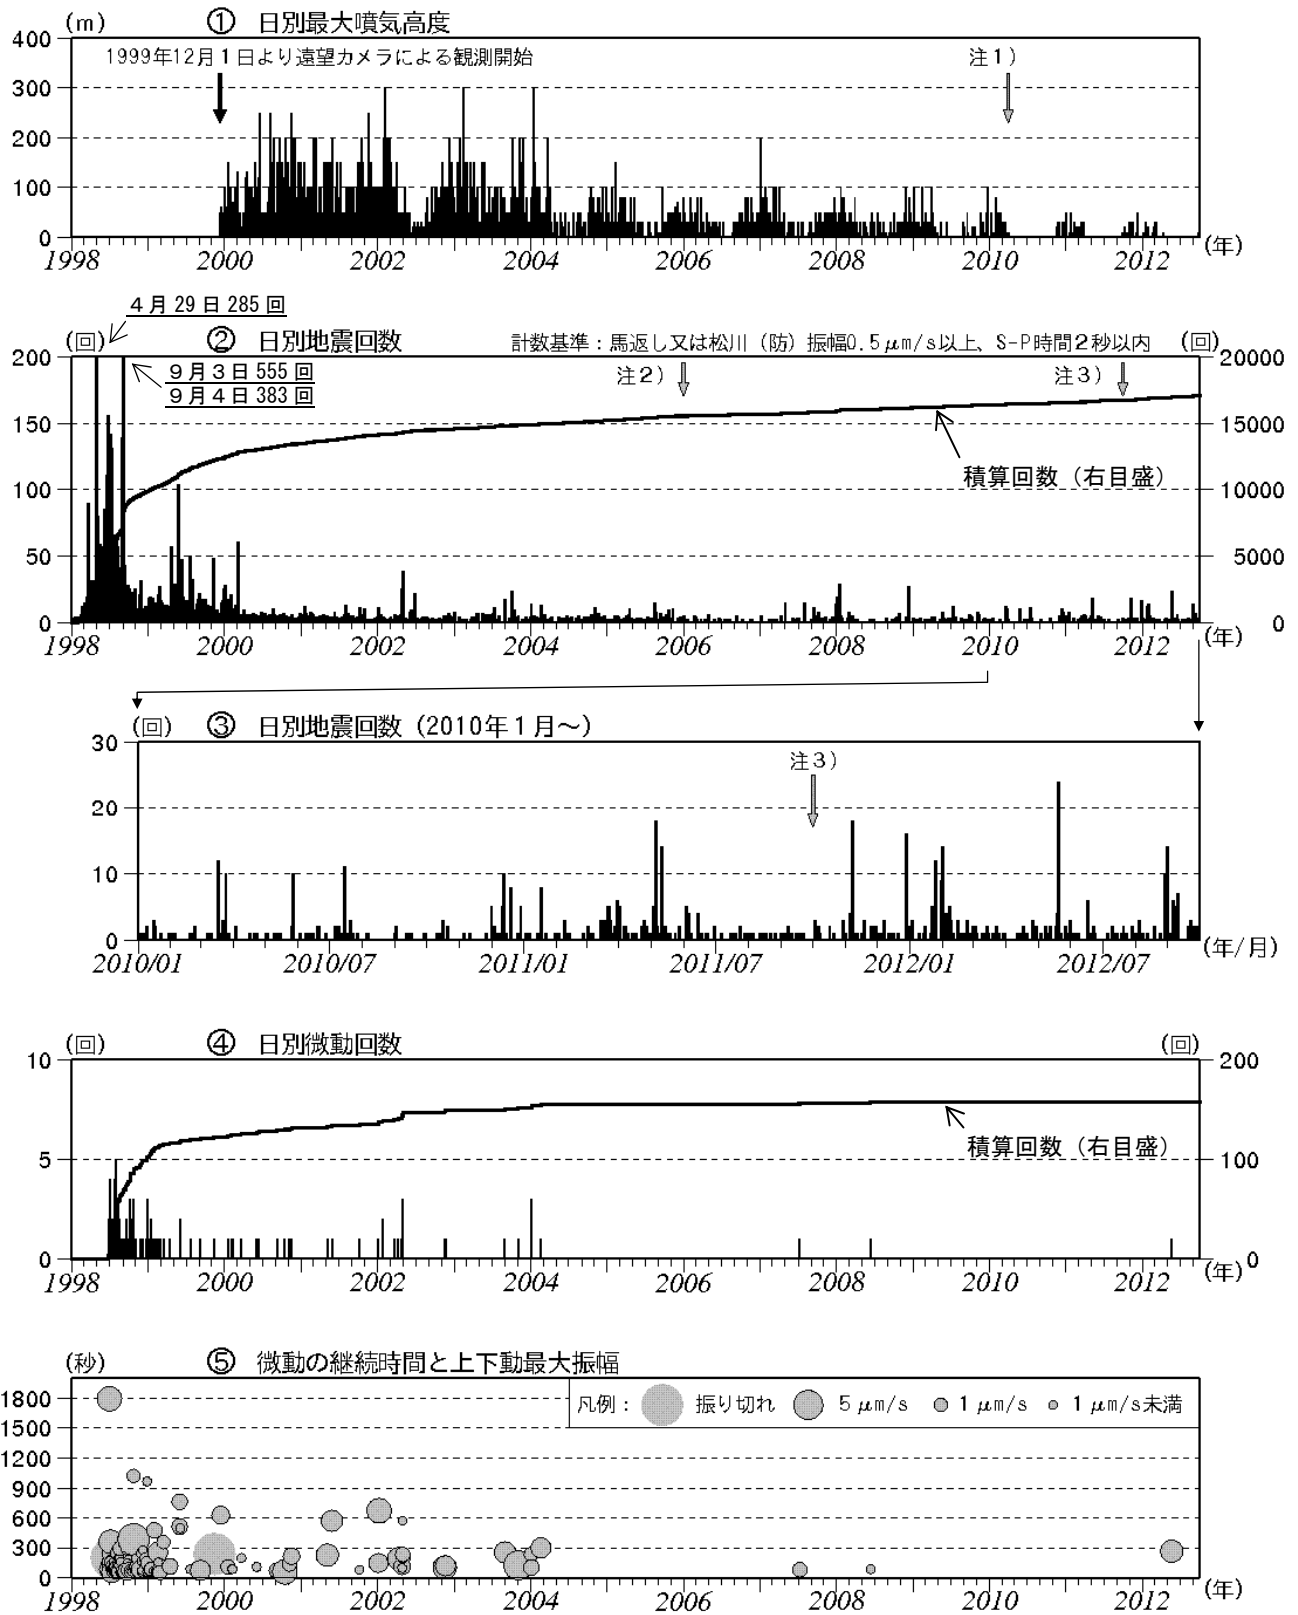 (m) ① 日別最大噴気高度
400
1999年12月1日より遠望カメラによる観測開始 注1)
300
200
100
0
1998 2000 2002 2004 2006 2008 2010 2012 (年)
4月29日285回
(回) ② 日別地震回数 計数基準：馬返し又は松川（防）振幅0.5μm/s以上、S-P時間2秒以内 (回)
200 20000
9月3日555回 注2) 注3)
9月4日383回
150 15000
積算回数（右目盛）
100 10000
50 5000
0 0
1998 2000 2002 2004 2006 2008 2010 2012 (年)
(回) ③ 日別地震回数（2010年1月～）
30
注3)
20
10
0
2010/01 2010/07 2011/01 2011/07 2012/01 2012/07 (年/月)
(回) ④ 日別微動回数 (回)
10 200
積算回数（右目盛）
5 100
0 0
1998 2000 2002 2004 2006 2008 2010 2012 (年)
(秒) ⑤ 微動の継続時間と上下動最大振幅
1800 凡例： 振り切れ 5μm/s 1μm/s 1μm/s未満
1500
1200
900
600
300
0
1998 2000 2002 2004 2006 2008 2010 2012 (年)